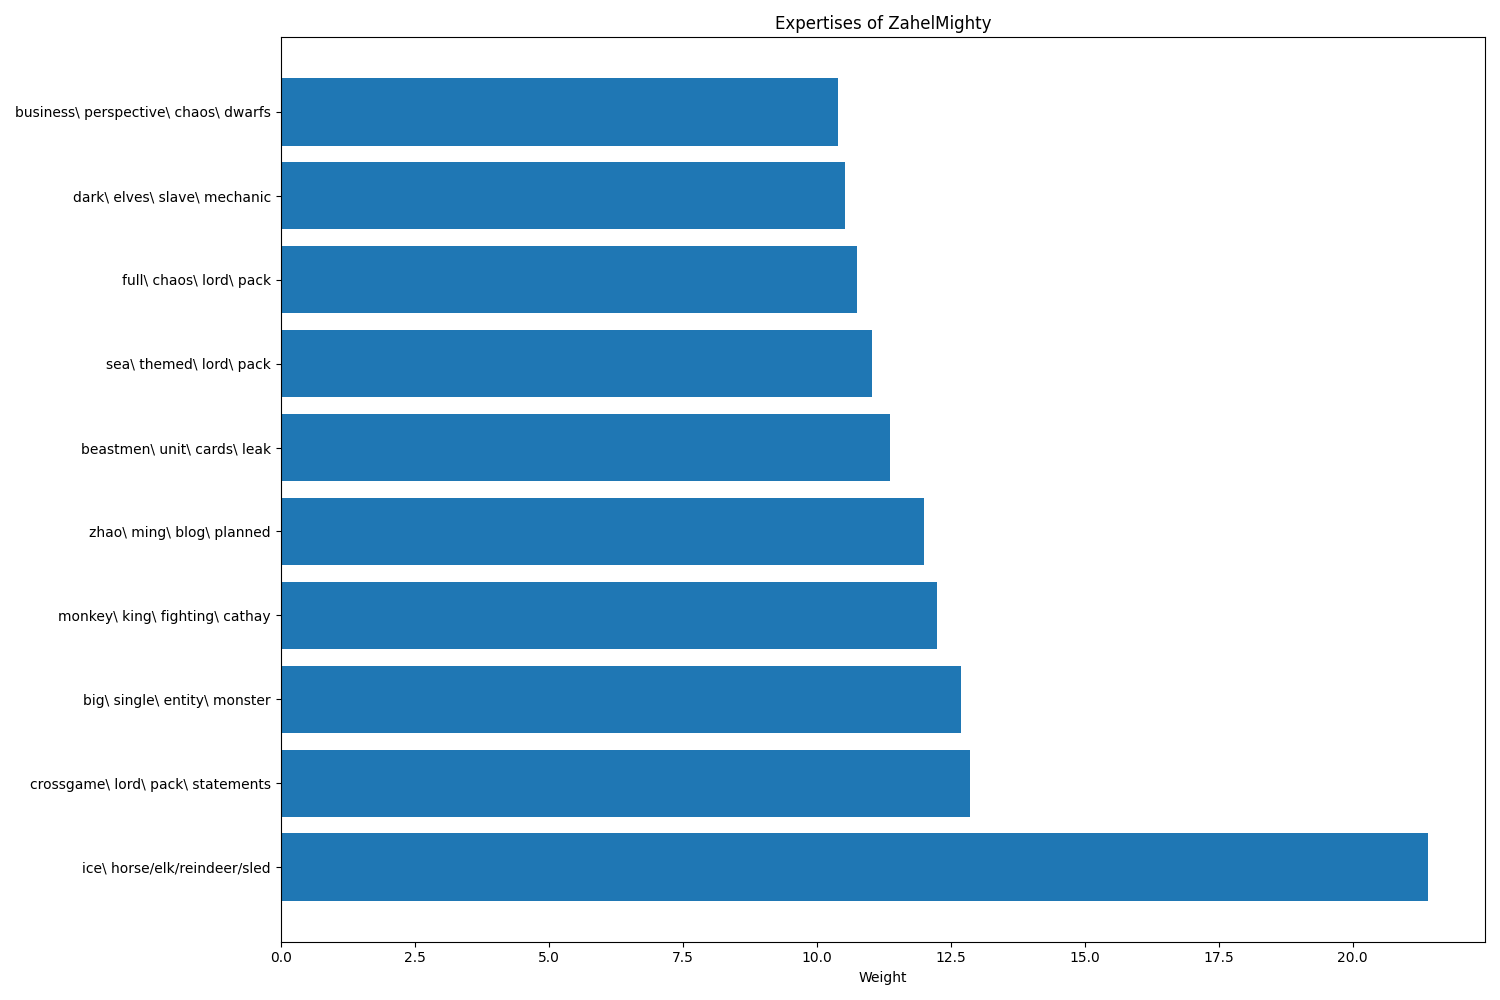 Expertises of ZahelMighty
business\ perspective\ chaos\ dwarfs
dark\ elves\ slave\ mechanic
full\ chaos\ lord\ pack
sea\ themed\ lord\ pack
beastmen\ unit\ cards\ leak
zhao\ ming\ blog\ planned
monkey\ king\ fighting\ cathay
big\ single\ entity\ monster
crossgame\ lord\ pack\ statements
ice\ horse/elk/reindeer/sled
0.0 2.5 5.0 7.5 10.0 12.5 15.0 17.5 20.0
Weight